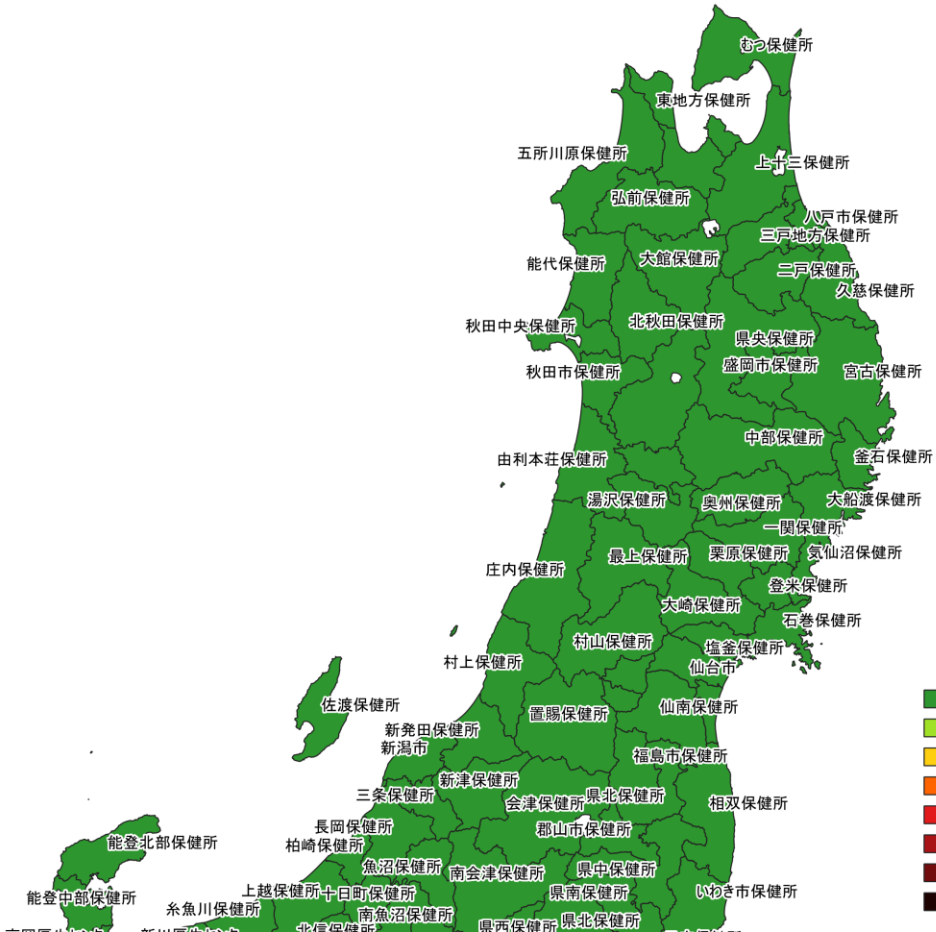 むつ保健所
東地方保健所
五所川原保健所
上十三保健所
弘前保健所
八戸市保健所
三戸地方保健所
能代保健所
大館保健所
二戸保健所
久慈保健所
秋田中央保健所
北秋田保健所
県央保健所
秋田市保健所
盛岡市保健所
宮古保健所
中部保健所
由利本荘保健所
釜石保健所
湯沢保健所
奥州保健所
大船渡保健所
一関保健所
最上保健所
栗原保健所
気仙沼保健所
庄内保健所
登米保健所
大崎保健所
石巻保健所
村山保健所
塩釜保健所
村上保健所
仙台市
佐渡保健所
置賜保健所
仙南保健所
新発田保健所
新潟市
福島市保健所
新津保健所
三条保健所
会津保健所
県北保健所
相双保健所
長岡保健所
郡山市保健所
柏崎保健所
能登北部保健所
魚沼保健所
南会津保健所
県中保健所
能登中部保健所
上越保健所
十日町保健所
県南保健所
いわき市保健所
糸魚川保健所
南魚沼保健所
県西保健所
県北保健所
北信保健所